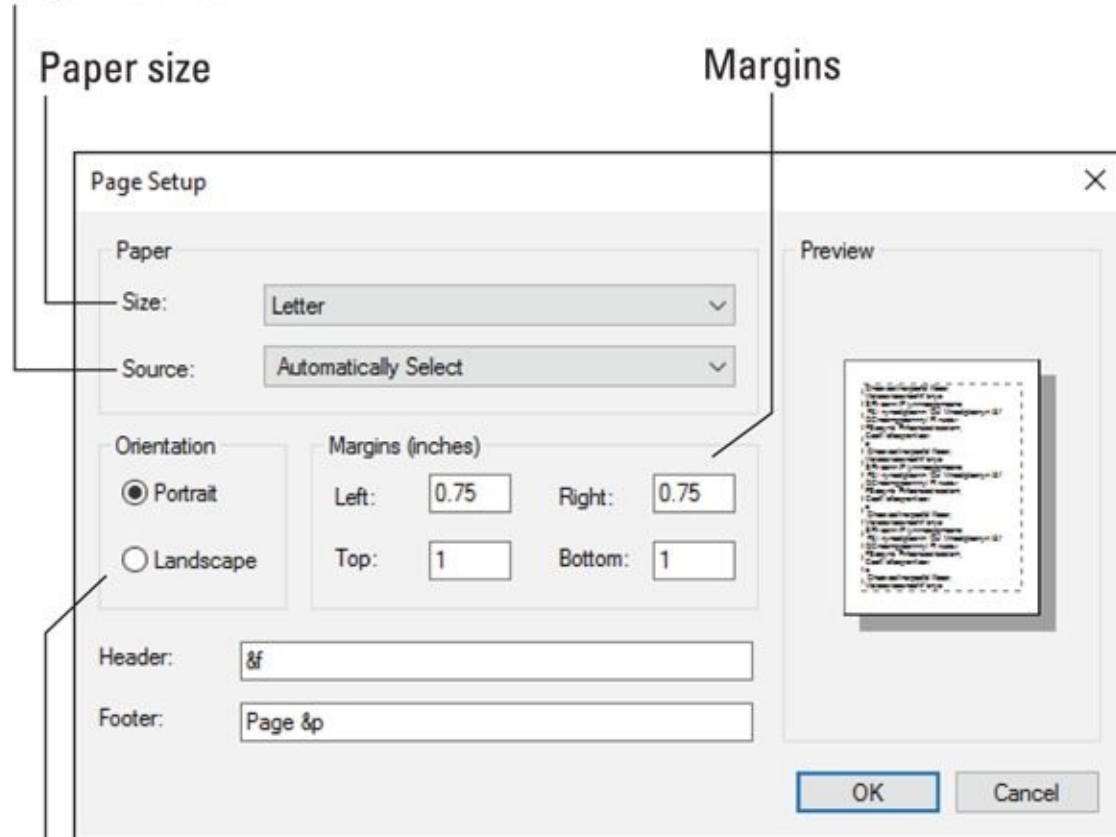 Paper size
Margins
Page Setup
Paper
Preview
Size:
Letter
Source:
Automatically Select
Orientation
Margins (inches)
Portrait
Left: 0.75 Right: 0.75
Landscape
Top: 1 Bottom: 1
Header: &f
Footer: Page &p
OK Cancel